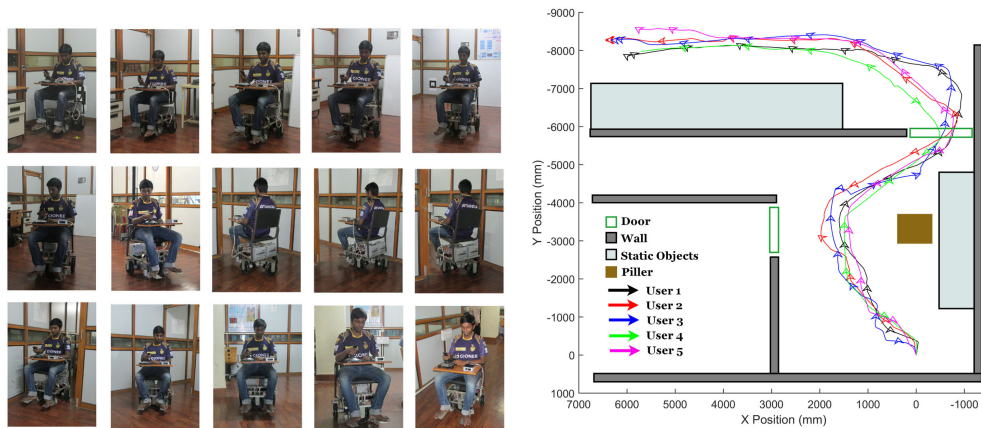 GIONEE
-9000
-8000
-7000
-6000
-5000
-4000
-3000
-2000
-1000
0
1000
Y Position (mm)
Door
Wall
Static Objects
Piller
User 1
User 2
User 3
User 4
User 5
7000 6000 5000 4000 3000 2000 1000 0 -1000
X Position (mm)